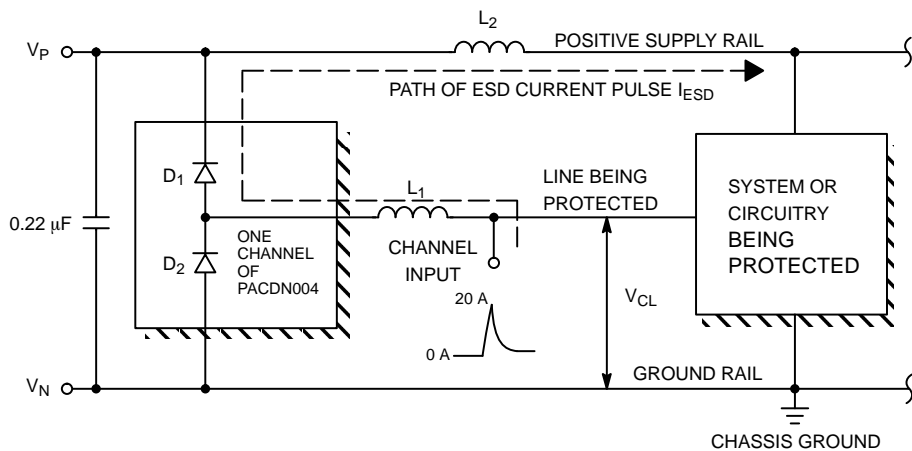 L2
VP
POSITIVE SUPPLY RAIL
PATH OF ESD CURRENT PULSE IESD
D1
L1
LINE BEING
PROTECTED
SYSTEM OR
CIRCUITRY
BEING
PROTECTED
0.22 μF
ONE
CHANNEL
OF
PACDN004
D2
CHANNEL
INPUT
20 A
VCL
0 A
VN
GROUND RAIL
CHASSIS GROUND